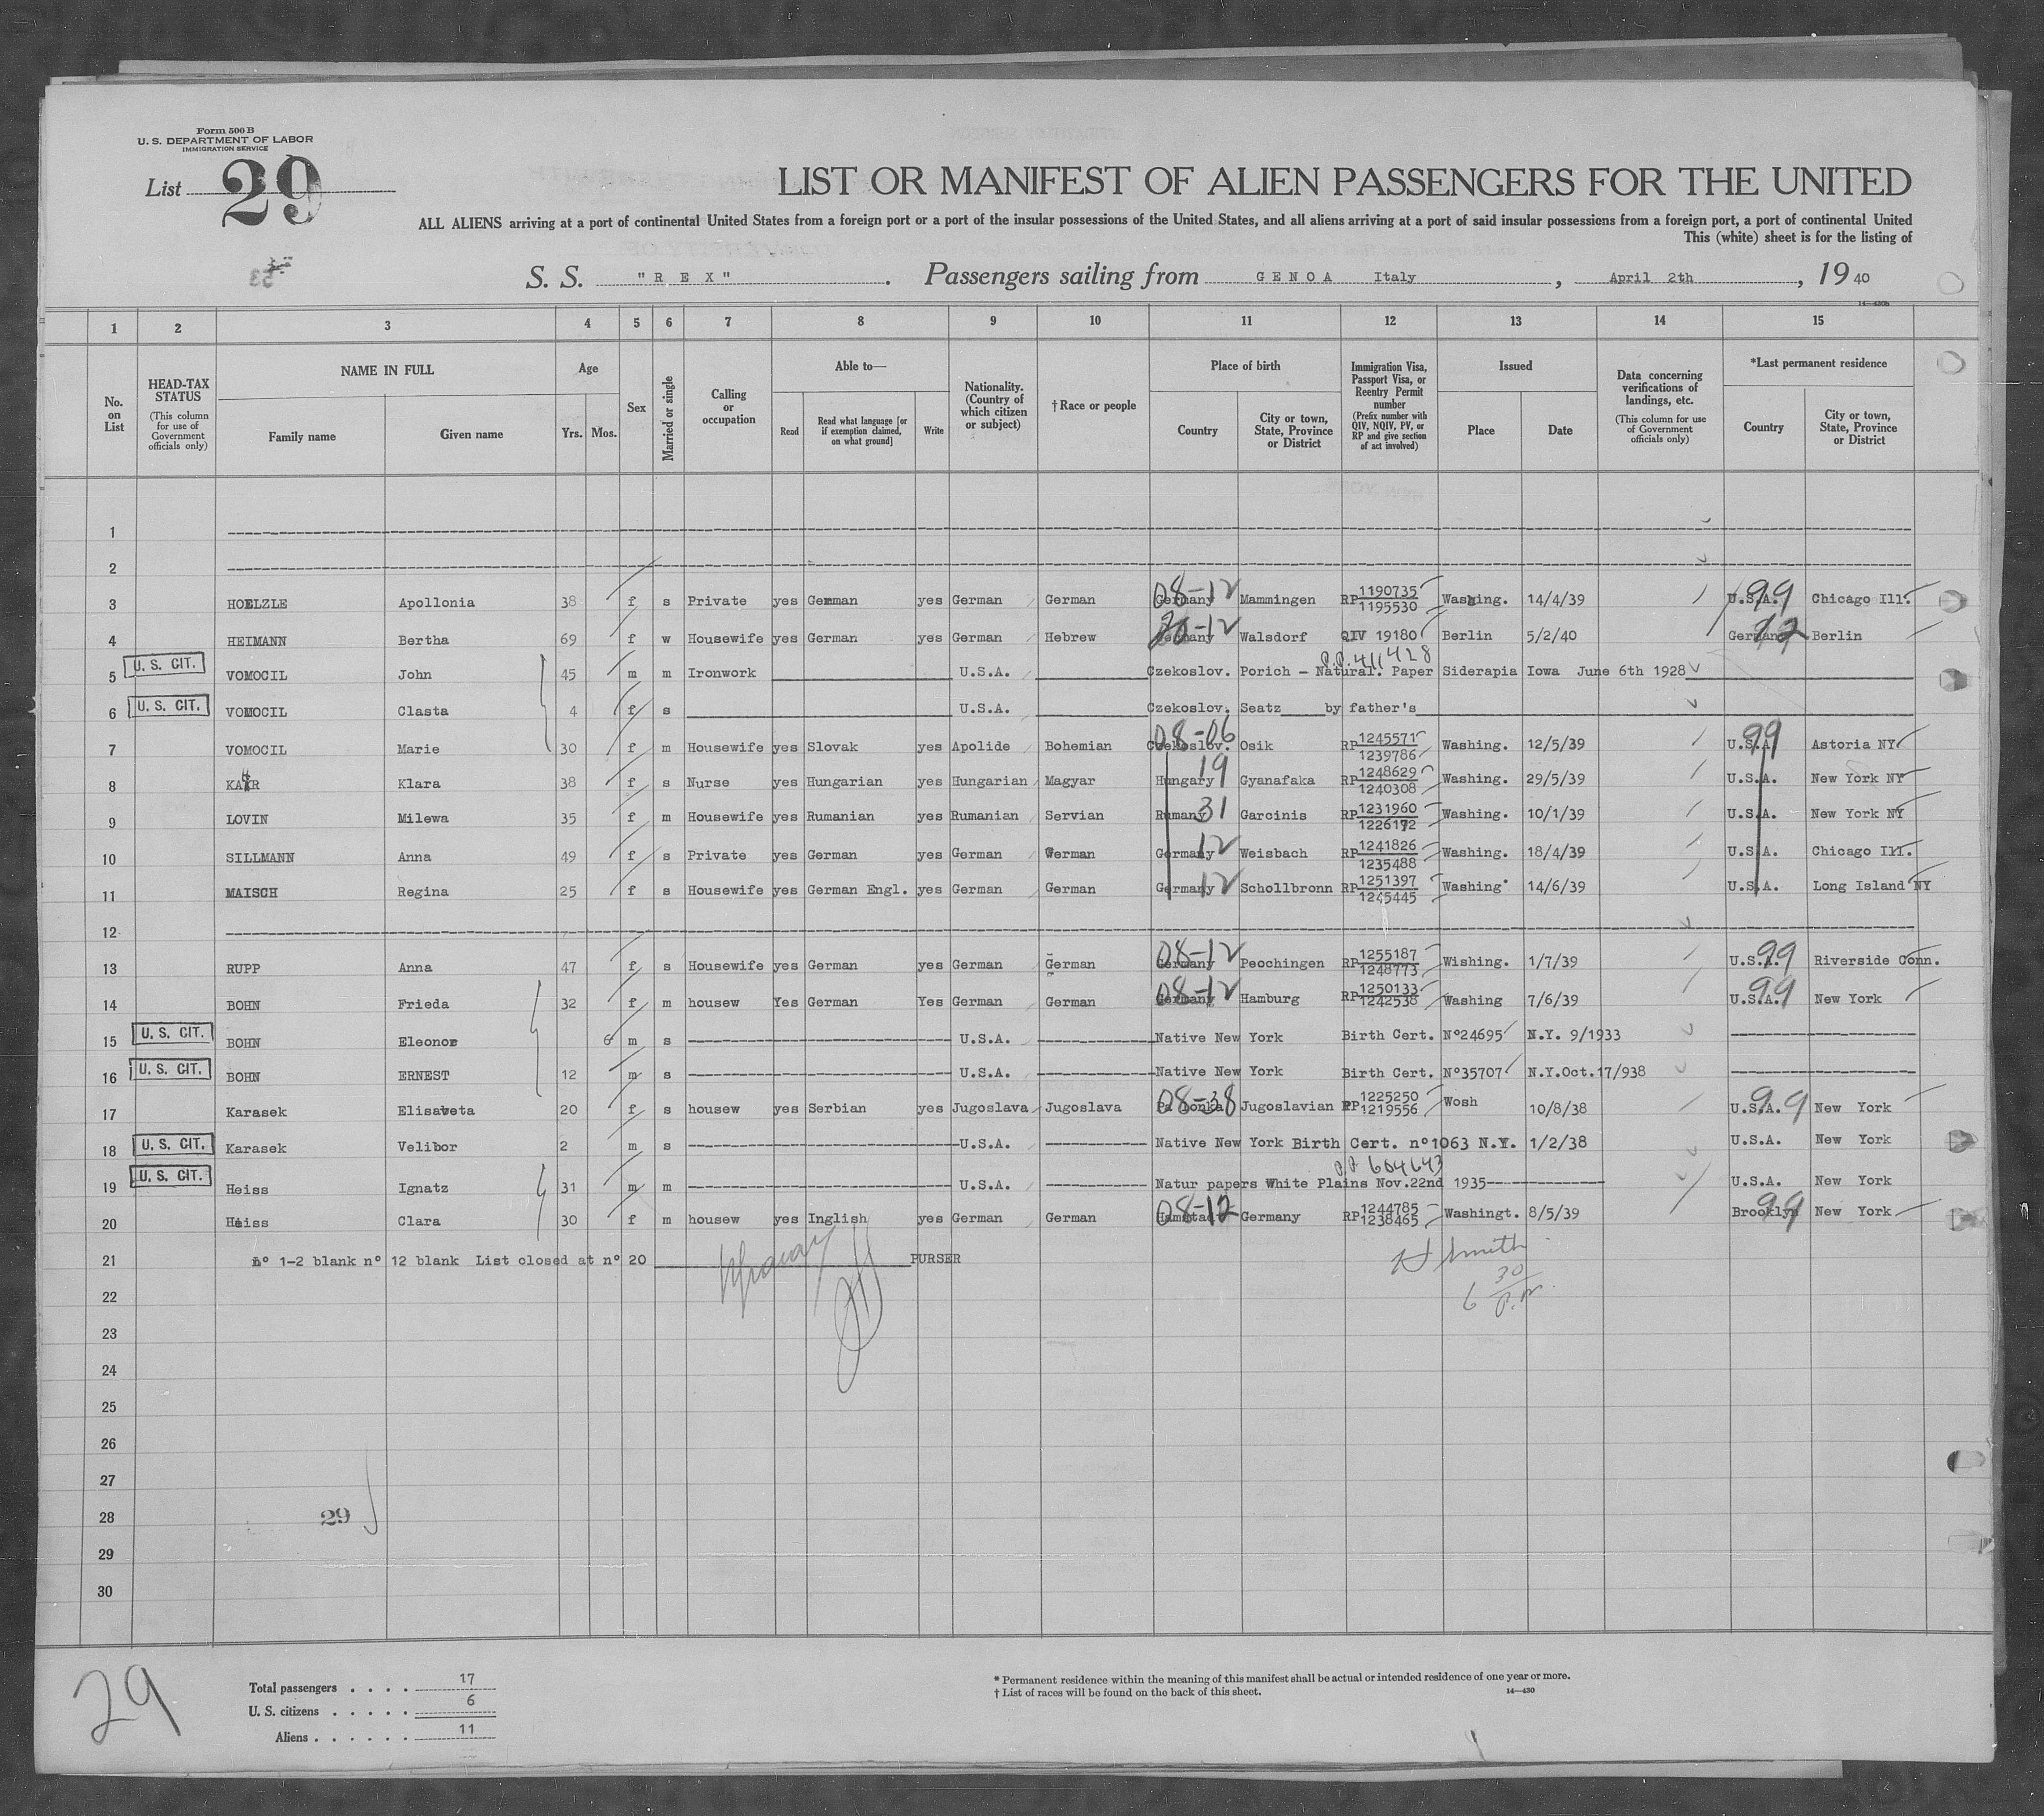 Form 500 B
U. S. DEPARTMENT OF LABOR
IMMIGRATION SERVICE
List 29
LIST OR MANIFEST OF ALIEN PASSENGERS FOR THE UNITED
ALL ALIENS arriving at a port of continental United States from a foreign port or a port of the insular possessions of the United States, and all aliens arriving at a port of said insular possessions from a foreign port, a port of continental United
This (white) sheet is for the listing of
S. S. "R E X". Passengers sailing from G E N O A Italy, April 2th, 19 40
1 2 3 4 5 6 7 8 9 10 11 12 13 14 15
No. on List
HEAD-TAX STATUS (This column for use of Government officials only)
NAME IN FULL Family name Given name
Age Yrs. Mos.
Sex
Married or single
Calling or occupation
Able to— Read Read what language [or if exemption claimed, on what ground] Write
Nationality. (Country of which citizen or subject)
†Race or people
Place of birth Country City or town, State, Province or District
Immigration Visa, Passport Visa, or Reentry Permit number (Prefix number with QIV, NQIV, PV, or RP and give section of act involved)
Issued Place Date
Data concerning verifications of landings, etc. (This column for use of Government officials only)
*Last permanent residence Country City or town, State, Province or District
1
2
3 HOELZLE Apollonia 38 f s Private yes German yes German German Germany 08-12 Mammingen RP 1190735 1195530 Washing. 14/4/39 U.S.A. 99 Chicago Ill.
4 HEIMANN Bertha 69 f w Housewife yes German yes German Hebrew Germany Walsdorf QIV 19180 Berlin 5/2/40 Germany 12 Berlin
5 U. S. CIT. VOMOCIL John 45 m m Ironwork U.S.A. Czekoslov. Porich - Natural. Paper P.P. 411428 Siderapia Iowa June 6th 1928
6 U. S. CIT. VOMOCIL Clasta 4 f s U.S.A. Czekoslov. Seatz by father's
7 VOMOCIL Marie 30 f m Housewife yes Slovak yes Apolide Bohemian Czekoslov. 08-06 Osik RP 1245571 1239786 Washing. 12/5/39 U.S.A 99 Astoria NY
8 Klara 38 f s Nurse yes Hungarian yes Hungarian Magyar Hungary 19 Gyanafaka RP 1248629 1240308 Washing. 29/5/39 U.S.A. New York NY
9 LOVIN Milewa 35 f m Housewife yes Rumanian yes Rumanian Servian Rumany 31 Garcinis RP 1231960 1226172 Washing. 10/1/39 U.S.A. New York NY
10 SILLMANN Anna 49 f s Private yes German yes German German Germany 12 Weisbach RP 1241826 1235488 Washing. 18/4/39 U.S.A. Chicago Ill.
11 MAISCH Regina 25 f s Housewife yes German Engl. yes German German Germany 12 Schollbronn RP 1251397 1245445 Washing. 14/6/39 U.S.A. Long Island NY
12
13 RUPP Anna 47 f s Housewife yes German yes German German Germany 08-12 Peochingen RP 1255187 1248773 Wishing. 1/7/39 U.S.A. 99 Riverside Conn.
14 BOHN Frieda 32 f m housew Yes German Yes German German Germany 08-12 Hamburg RP 1250133 1242538 Washing 7/6/39 U.S.A. 99 New York
15 U. S. CIT. BOHN Eleonor 6 m s U.S.A. Native New York Birth Cert. N°24695 N.Y. 9/1933
16 U. S. CIT. BOHN ERNEST 12 m s U.S.A. Native New York Birth Cert. N°35707 N.Y.Oct.17/938
17 Karasek Elisaveta 20 f s housew yes Serbian yes Jugoslava Jugoslava 08-38 Jugoslavian RP 1225250 1219556 Wosh 10/8/38 U.S.A. 99 New York
18 U. S. CIT. Karasek Velibor 2 m s U.S.A. Native New York Birth Cert. n°1063 N.Y. 1/2/38 U.S.A. New York
19 U. S. CIT. Heiss Ignatz 31 m m U.S.A. Natur papers White Plains Nov.22nd 1935 P.P 604643 U.S.A. New York
20 Heiss Clara 30 f m housew yes Inglish yes German German 08-12 Germany RP 1244785 1238465 Washingt. 8/5/39 Brooklyn 99 New York
21 n° 1-2 blank n° 12 blank List closed at n° 20 PURSER
H Smith
6 30 P.m.
22
23
24
25
26
27
28 29
29
30
29
Total passengers . . . . 17
U. S. citizens . . . . . 6
Aliens . . . . . . 11
* Permanent residence within the meaning of this manifest shall be actual or intended residence of one year or more.
† List of races will be found on the back of this sheet.
14—430